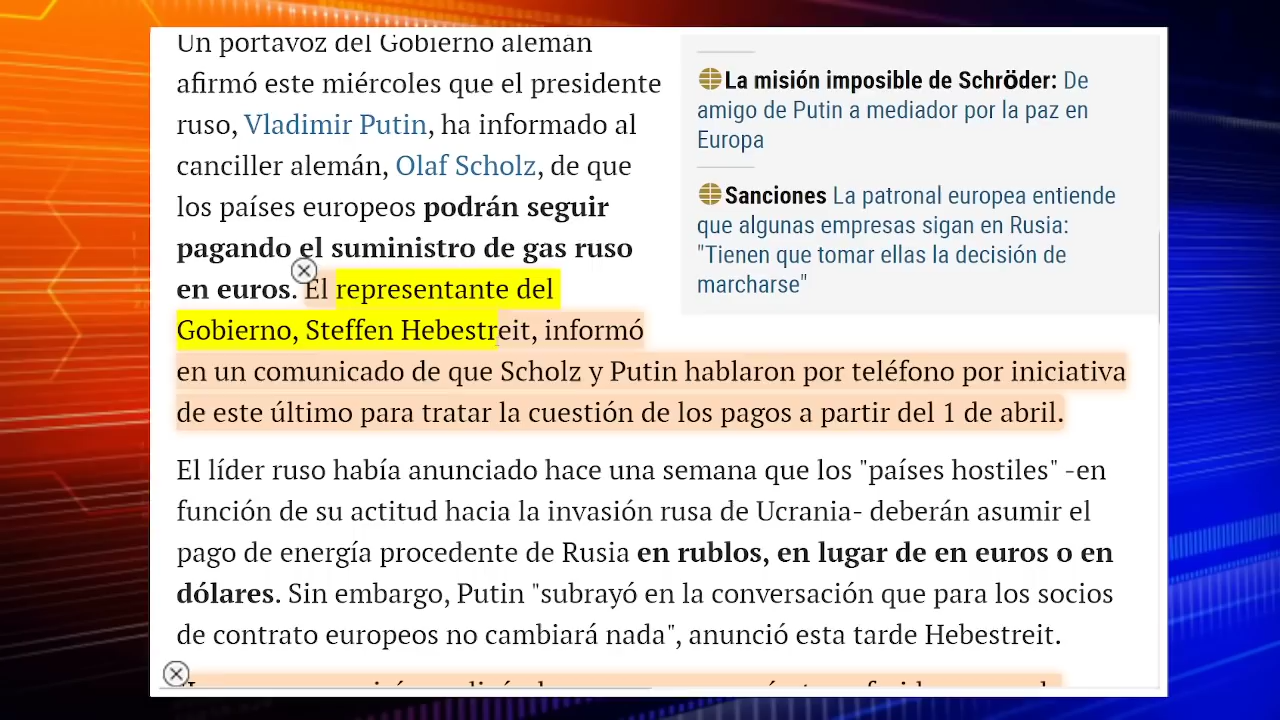 Un portavoz del Gobierno alemán
afirmó este miércoles que el presidente
ruso, Vladimir Putin, ha informado al
canciller alemán, Olaf Scholz, de que
los países europeos podrán seguir
pagando el suministro de gas ruso
en euros. El representante del
Gobierno, Steffen Hebestreit, informó
en un comunicado de que Scholz y Putin hablaron por teléfono por iniciativa
de este último para tratar la cuestión de los pagos a partir del 1 de abril.
El líder ruso había anunciado hace una semana que los "países hostiles" -en
función de su actitud hacia la invasión rusa de Ucrania- deberán asumir el
pago de energía procedente de Rusia en rublos, en lugar de en euros o en
dólares. Sin embargo, Putin "subrayó en la conversación que para los socios
de contrato europeos no cambiará nada", anunció esta tarde Hebestreit.
La misión imposible de Schröder: De
amigo de Putin a mediador por la paz en
Europa
Sanciones La patronal europea entiende
que algunas empresas sigan en Rusia:
"Tienen que tomar ellas la decisión de
marcharse"